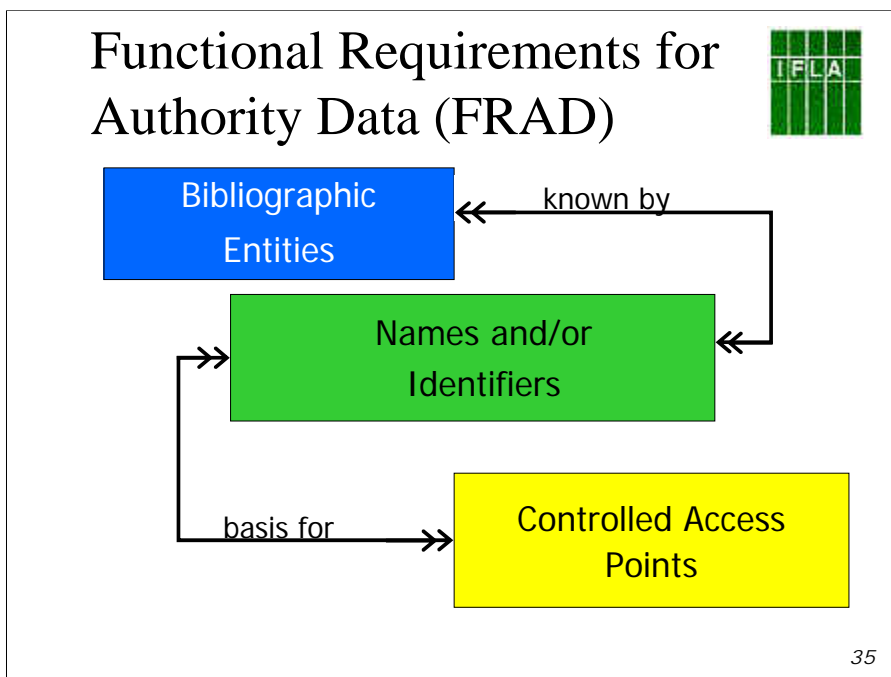 Functional Requirements for
Authority Data (FRAD)
IFLA
Bibliographic
Entities
known by
Names and/or
Identifiers
basis for
Controlled Access
Points
35